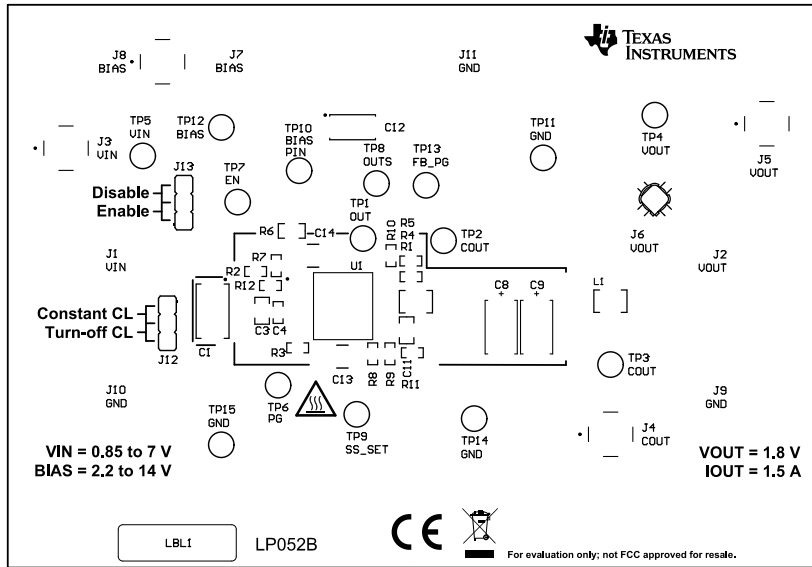 J8
BIAS
J7
BIAS
J11
GND
TEXAS
INSTRUMENTS
J3
VIN
TP5
VIN
TP12
BIAS
TP10
BIAS
PIN
C12
TP8
OUTS
TP13
FB_PG
TP11
GND
TP4
VOUT
J5
VOUT
J13
Disable
Enable
TP7
EN
TP1
OUT
R6
C14
R10
R5
R4
R1
TP2
COUT
J6
VOUT
J1
VIN
R7
R2
R12
U1
J2
VOUT
C8
+
C9
+
L1
Constant CL
Turn-off CL
J12
C1
C3
C4
R3
C13
R8
R9
C11
R11
TP3
COUT
J10
GND
TP6
PG
TP15
GND
TP9
SS_SET
TP14
GND
J4
COUT
J9
GND
VIN = 0.85 to 7 V
BIAS = 2.2 to 14 V
VOUT = 1.8 V
IOUT = 1.5 A
LBL1
LP052B
CE
For evaluation only; not FCC approved for resale.